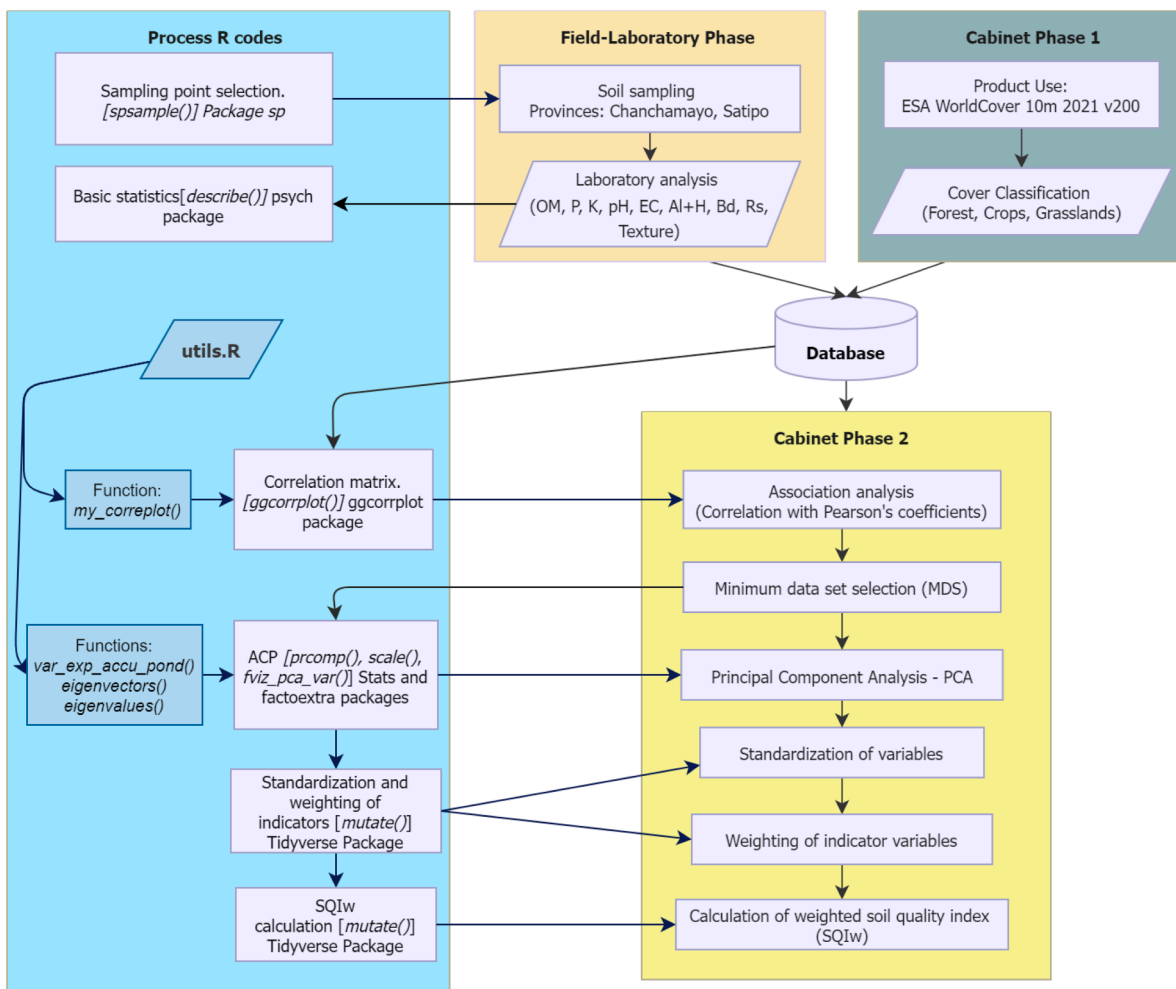 Process R codes
Sampling point selection.
[spsample()] Package sp
Basic statistics[describe()] psych
package
utils.R
Function:
my_correplot()
Correlation matrix.
[ggcorrplot()] ggcorrplot
package
Functions:
var_exp_accu_pond()
eigenvectors()
eigenvalues()
ACP [prcomp(), scale(),
fviz_pca_var()] Stats and
factoextra packages
Standardization and
weighting of
indicators [mutate()]
Tidyverse Package
SQIw
calculation [mutate()]
Tidyverse Package
Field-Laboratory Phase
Soil sampling
Provinces: Chanchamayo, Satipo
Laboratory analysis
(OM, P, K, pH, EC, Al+H, Bd, Rs,
Texture)
Cabinet Phase 1
Product Use:
ESA WorldCover 10m 2021 v200
Cover Classification
(Forest, Crops, Grasslands)
Database
Cabinet Phase 2
Association analysis
(Correlation with Pearson's coefficients)
Minimum data set selection (MDS)
Principal Component Analysis - PCA
Standardization of variables
Weighting of indicator variables
Calculation of weighted soil quality index
(SQIw)